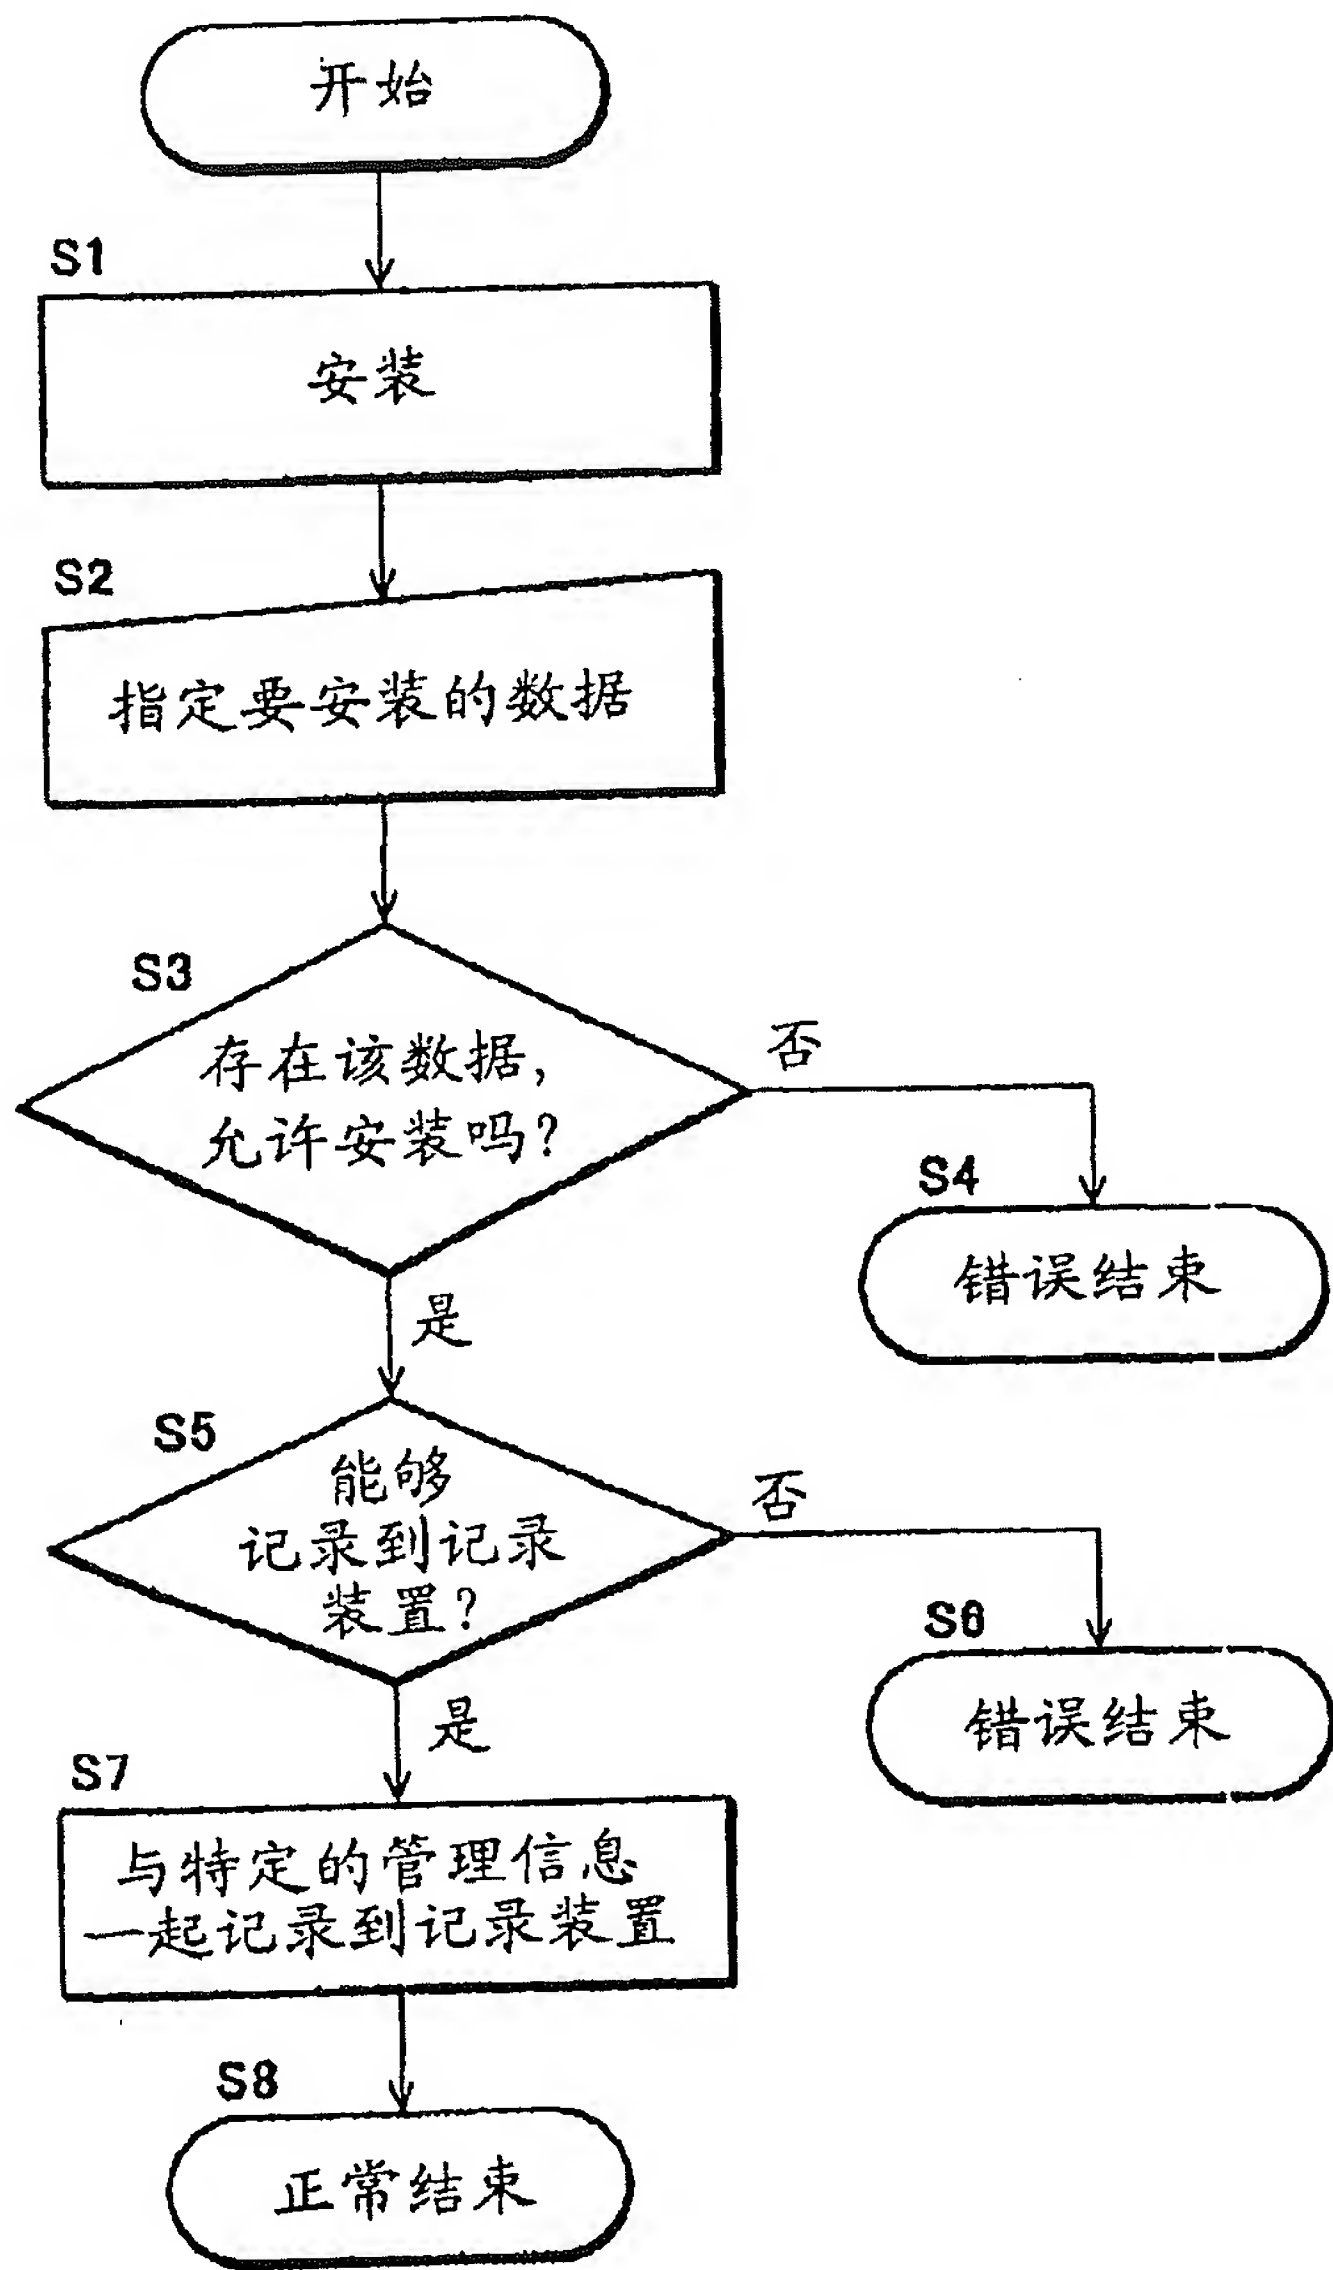 开始
S1
安装
S2
指定要安装的数据
S3
存在该数据，
允许安装吗？
否
S4
错误结束
是
S5
能够
记录到记录
装置？
否
S6
错误结束
是
S7
与特定的管理信息
一起记录到记录装置
S8
正常结束